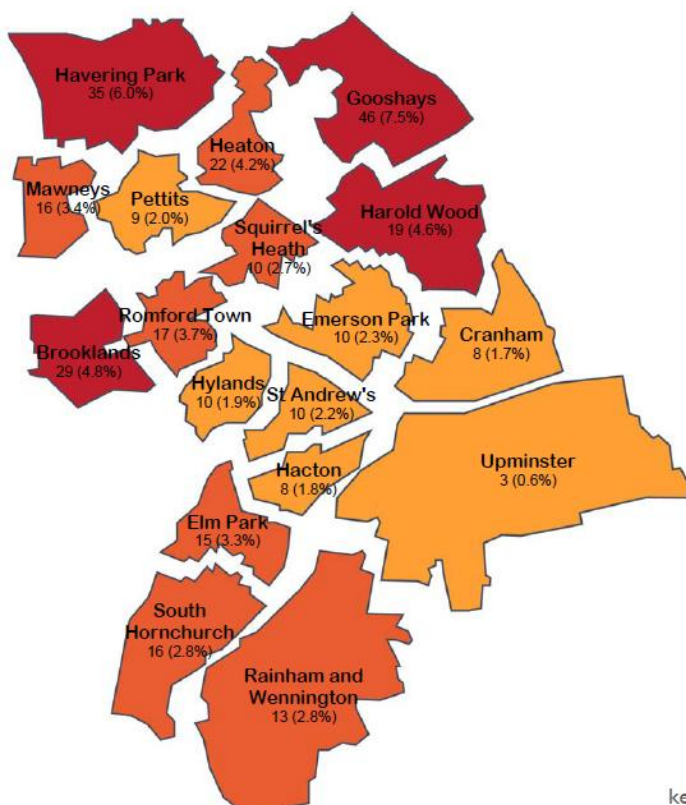 Havering Park
35 (6.0%)
Gooshays
46 (7.5%)
Heaton
22 (4.2%)
Mawneys
16 (3.4%)
Pettits
9 (2.0%)
Harold Wood
19 (4.6%)
Squirrel's
Heath
10 (2.7%)
Romford Town
17 (3.7%)
Emerson Park
10 (2.3%)
Cranham
8 (1.7%)
Brooklands
29 (4.8%)
Hylands
10 (1.9%)
St Andrew's
10 (2.2%)
Hacton
8 (1.8%)
Upminster
3 (0.6%)
Elm Park
15 (3.3%)
South
Hornchurch
16 (2.8%)
Rainham and
Wennington
13 (2.8%)
ke